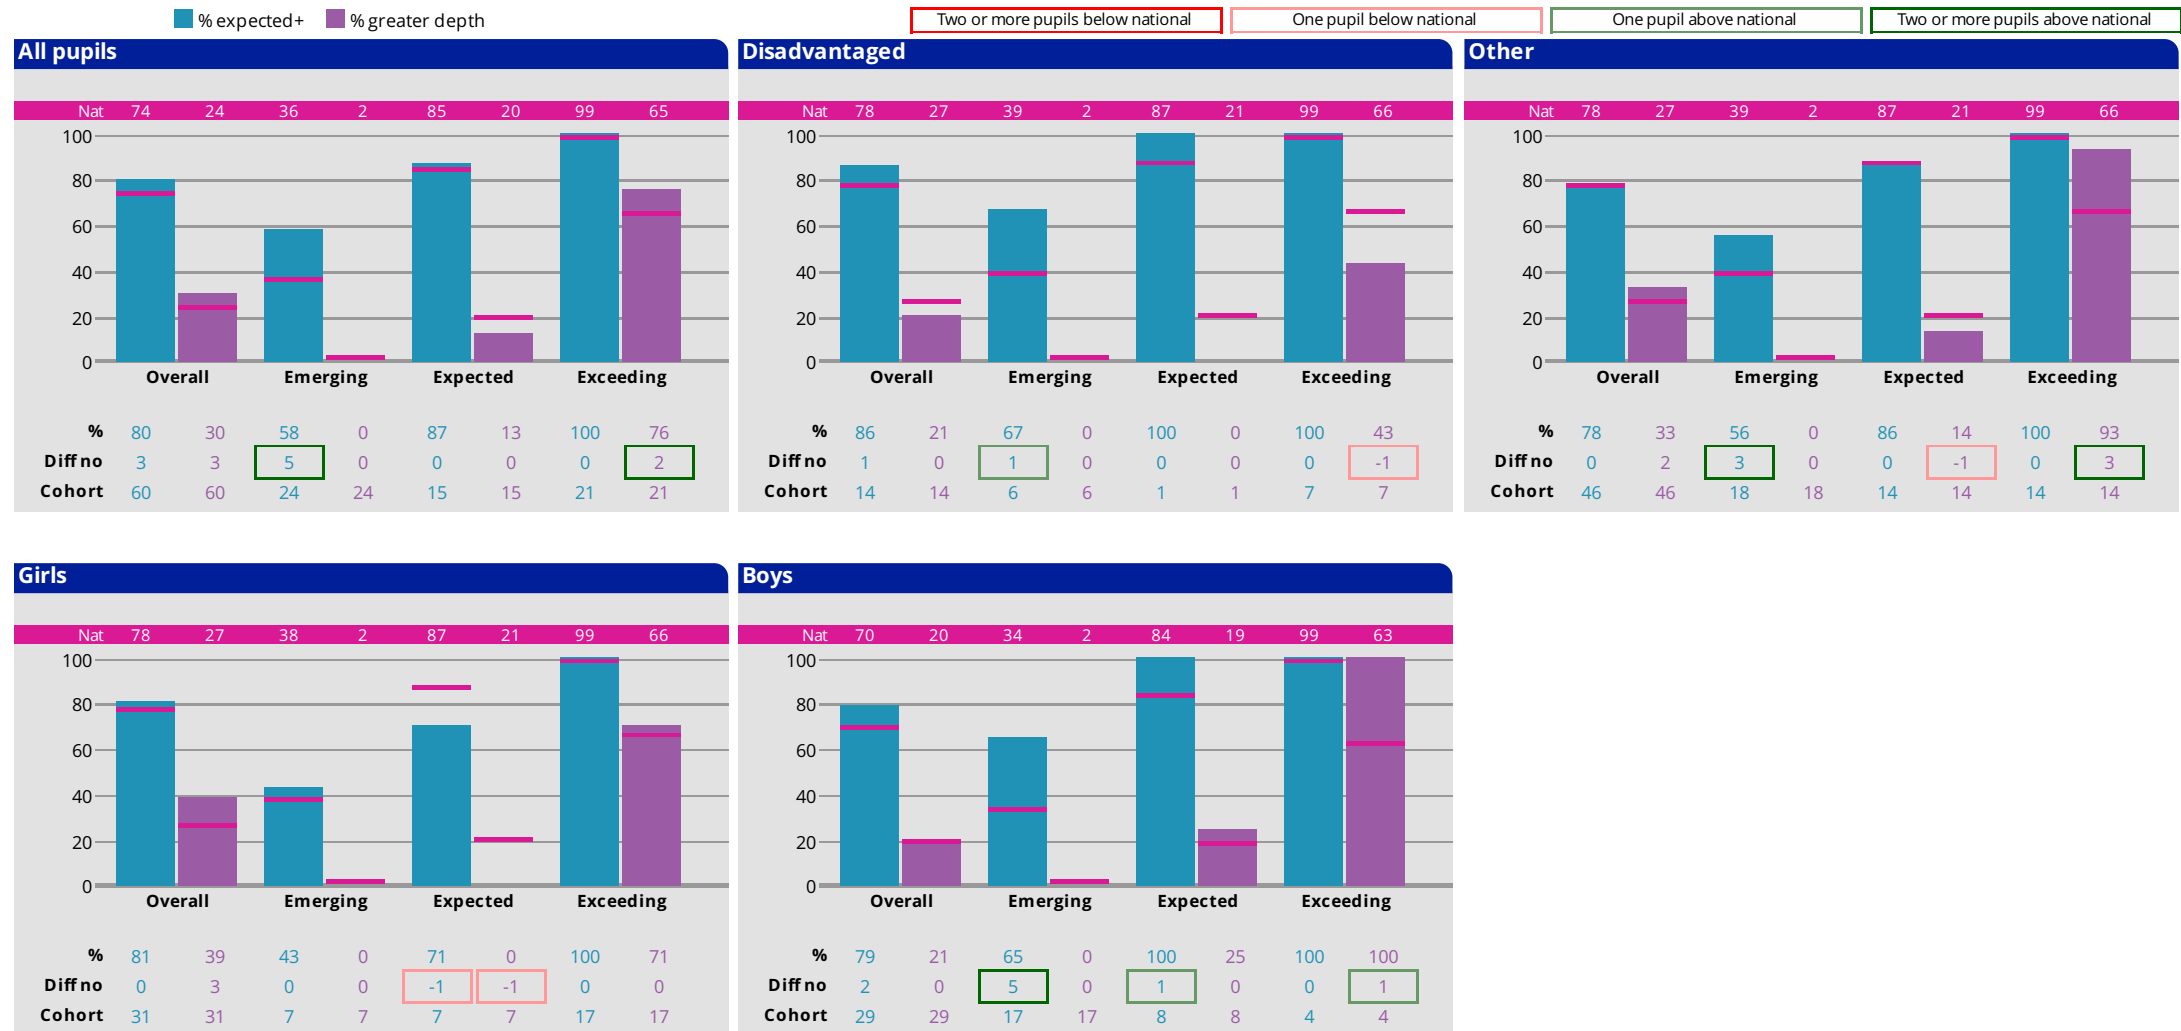 % expected+ % greater depth
Two or more pupils below national One pupil below national One pupil above national Two or more pupils above national
All pupils
Nat 74 24 36 2 85 20 99 65
100
80
60
40
20
0
Overall Emerging Expected Exceeding
% 80 30 58 0 87 13 100 76
Diff no 3 3 5 0 0 0 0 2
Cohort 60 60 24 24 15 15 21 21
Disadvantaged
Nat 78 27 39 2 87 21 99 66
100
80
60
40
20
0
Overall Emerging Expected Exceeding
% 86 21 67 0 100 0 100 43
Diff no 1 0 1 0 0 0 0 -1
Cohort 14 14 6 6 1 1 7 7
Other
Nat 78 27 39 2 87 21 99 66
100
80
60
40
20
0
Overall Emerging Expected Exceeding
% 78 33 56 0 86 14 100 93
Diff no 0 2 3 0 0 -1 0 3
Cohort 46 46 18 18 14 14 14 14
Girls
Nat 78 27 38 2 87 21 99 66
100
80
60
40
20
0
Overall Emerging Expected Exceeding
% 81 39 43 0 71 0 100 71
Diff no 0 3 0 0 -1 -1 0 0
Cohort 31 31 7 7 7 7 17 17
Boys
Nat 70 20 34 2 84 19 99 63
100
80
60
40
20
0
Overall Emerging Expected Exceeding
% 79 21 65 0 100 25 100 100
Diff no 2 0 5 0 1 0 0 1
Cohort 29 29 17 17 8 8 4 4